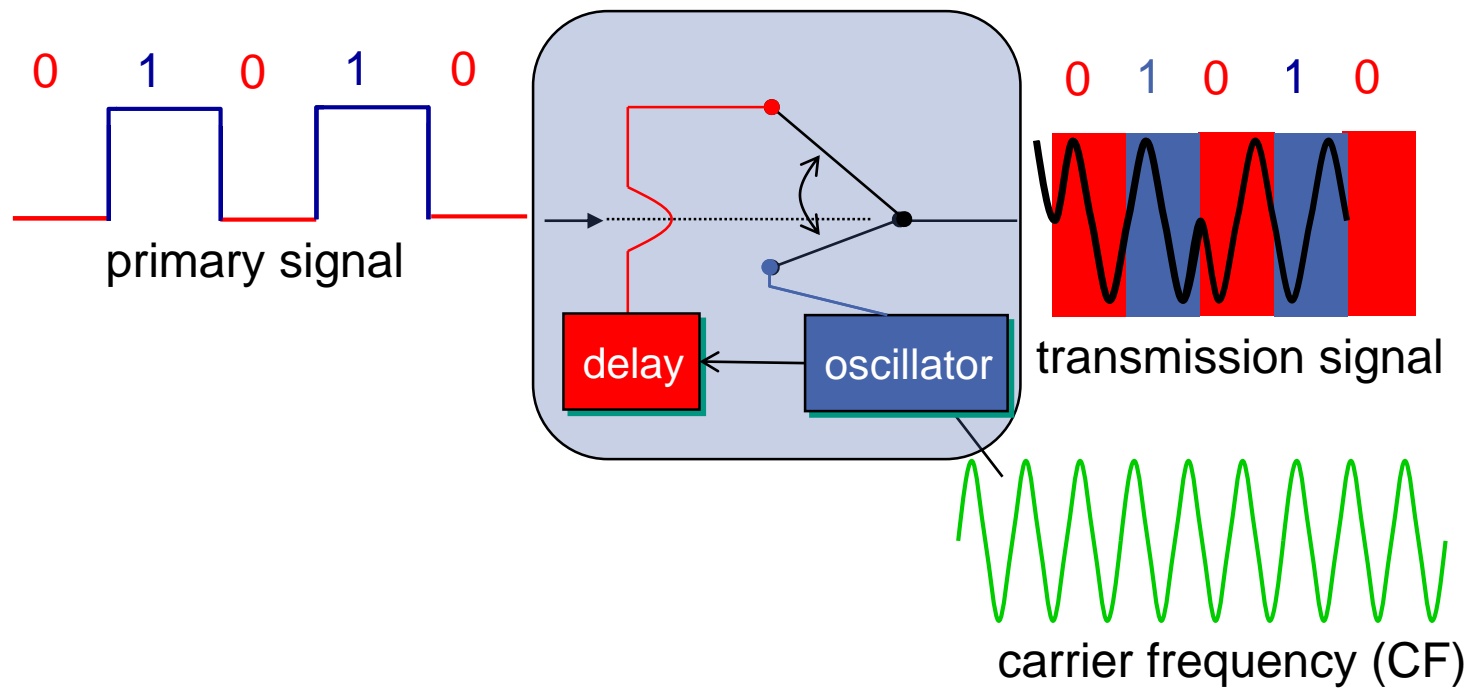 0 1 0 1 0
primary signal
delay
oscillator
0 1 0 1 0
transmission signal
carrier frequency (CF)